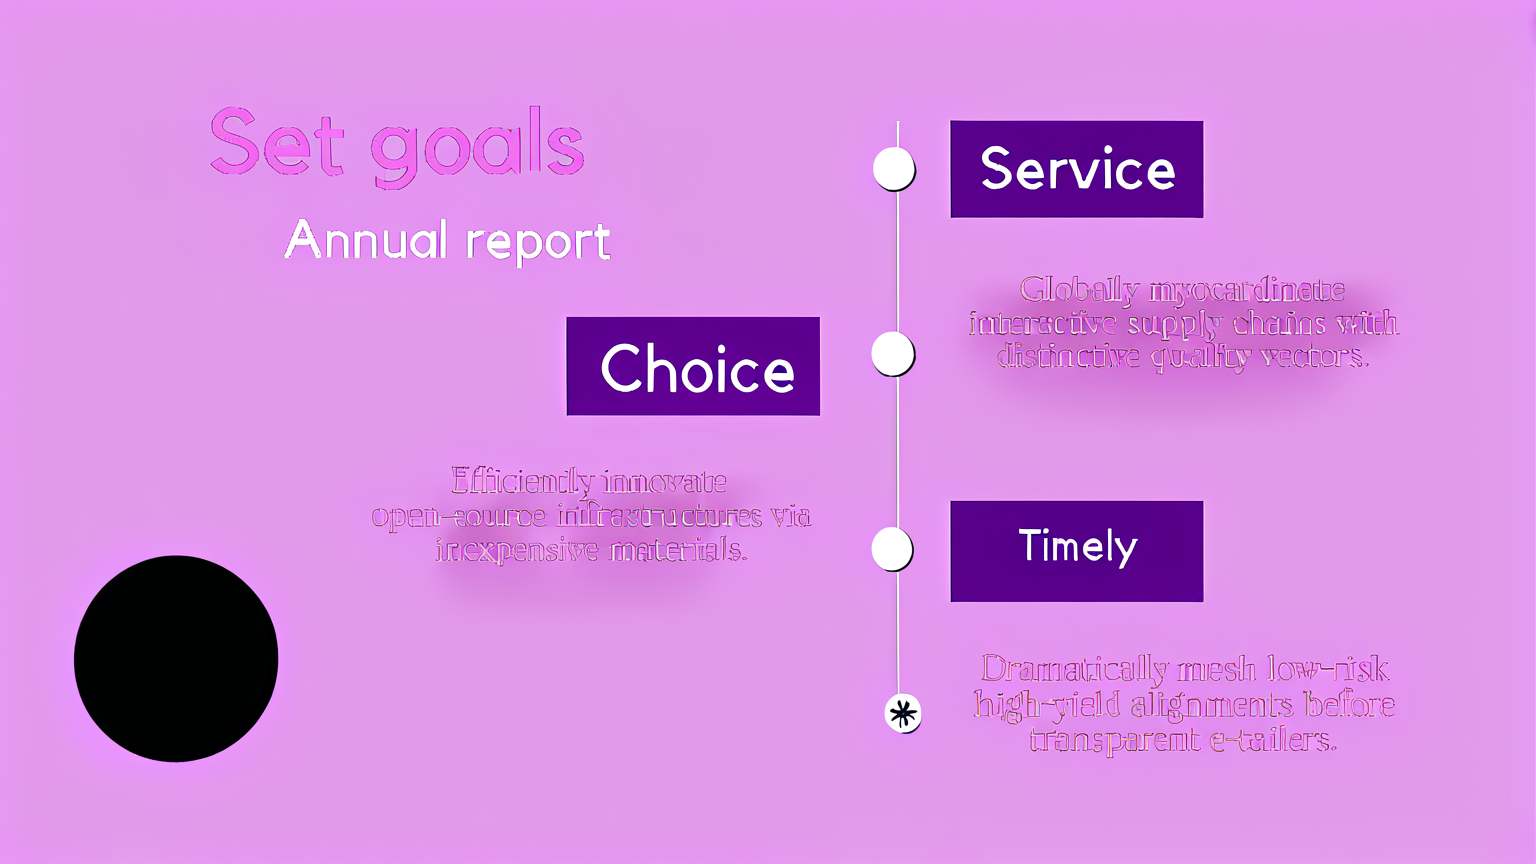 Set goals
Annual report
Service
Globally myocardinate
interactive supply chains with
distinctive quality vectors.
Choice
Efficiently innovate
open-source infrastructures via
inexpensive materials.
Timely
Dramatically mesh low-risk
high-yield alignments before
transparent e-tailers.